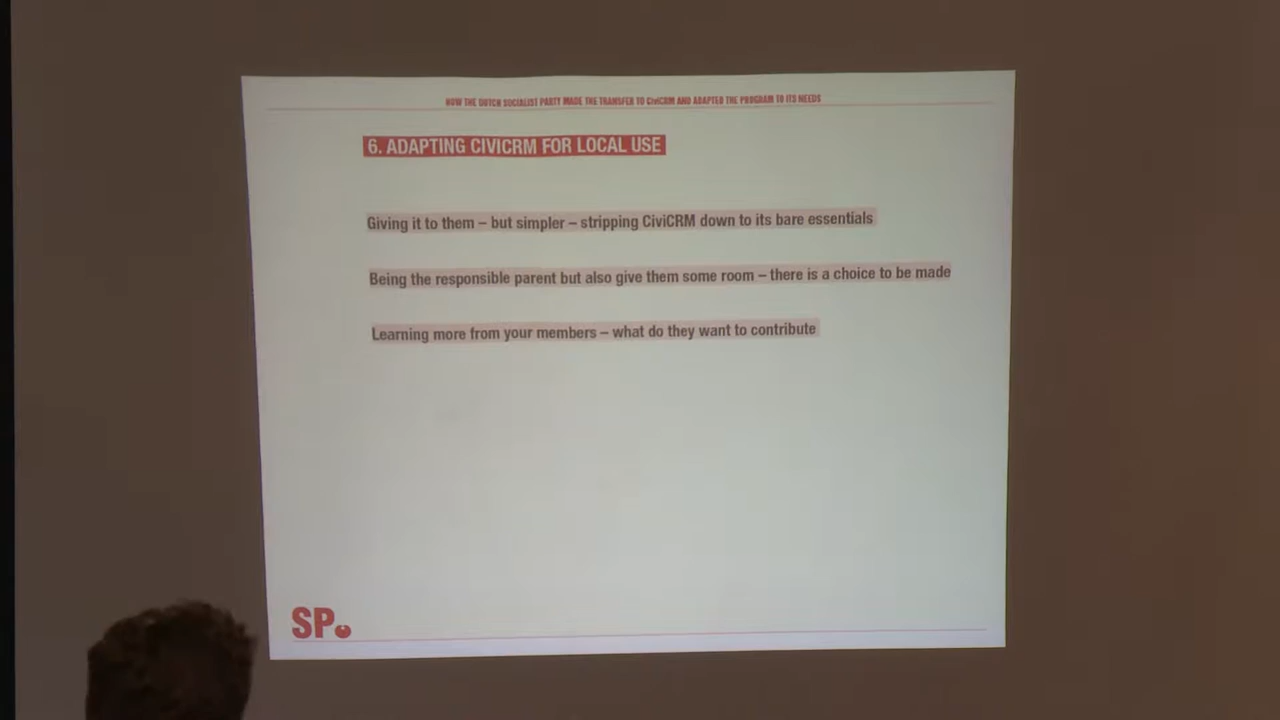 HOW THE DUTCH SOCIALIST PARTY MADE THE TRANSFER TO CiviCRM AND ADAPTED THE PROGRAM TO ITS NEEDS
6. ADAPTING CIVICRM FOR LOCAL USE
Giving it to them – but simpler – stripping CiviCRM down to its bare essentials
Being the responsible parent but also give them some room – there is a choice to be made
Learning more from your members – what do they want to contribute
SP.